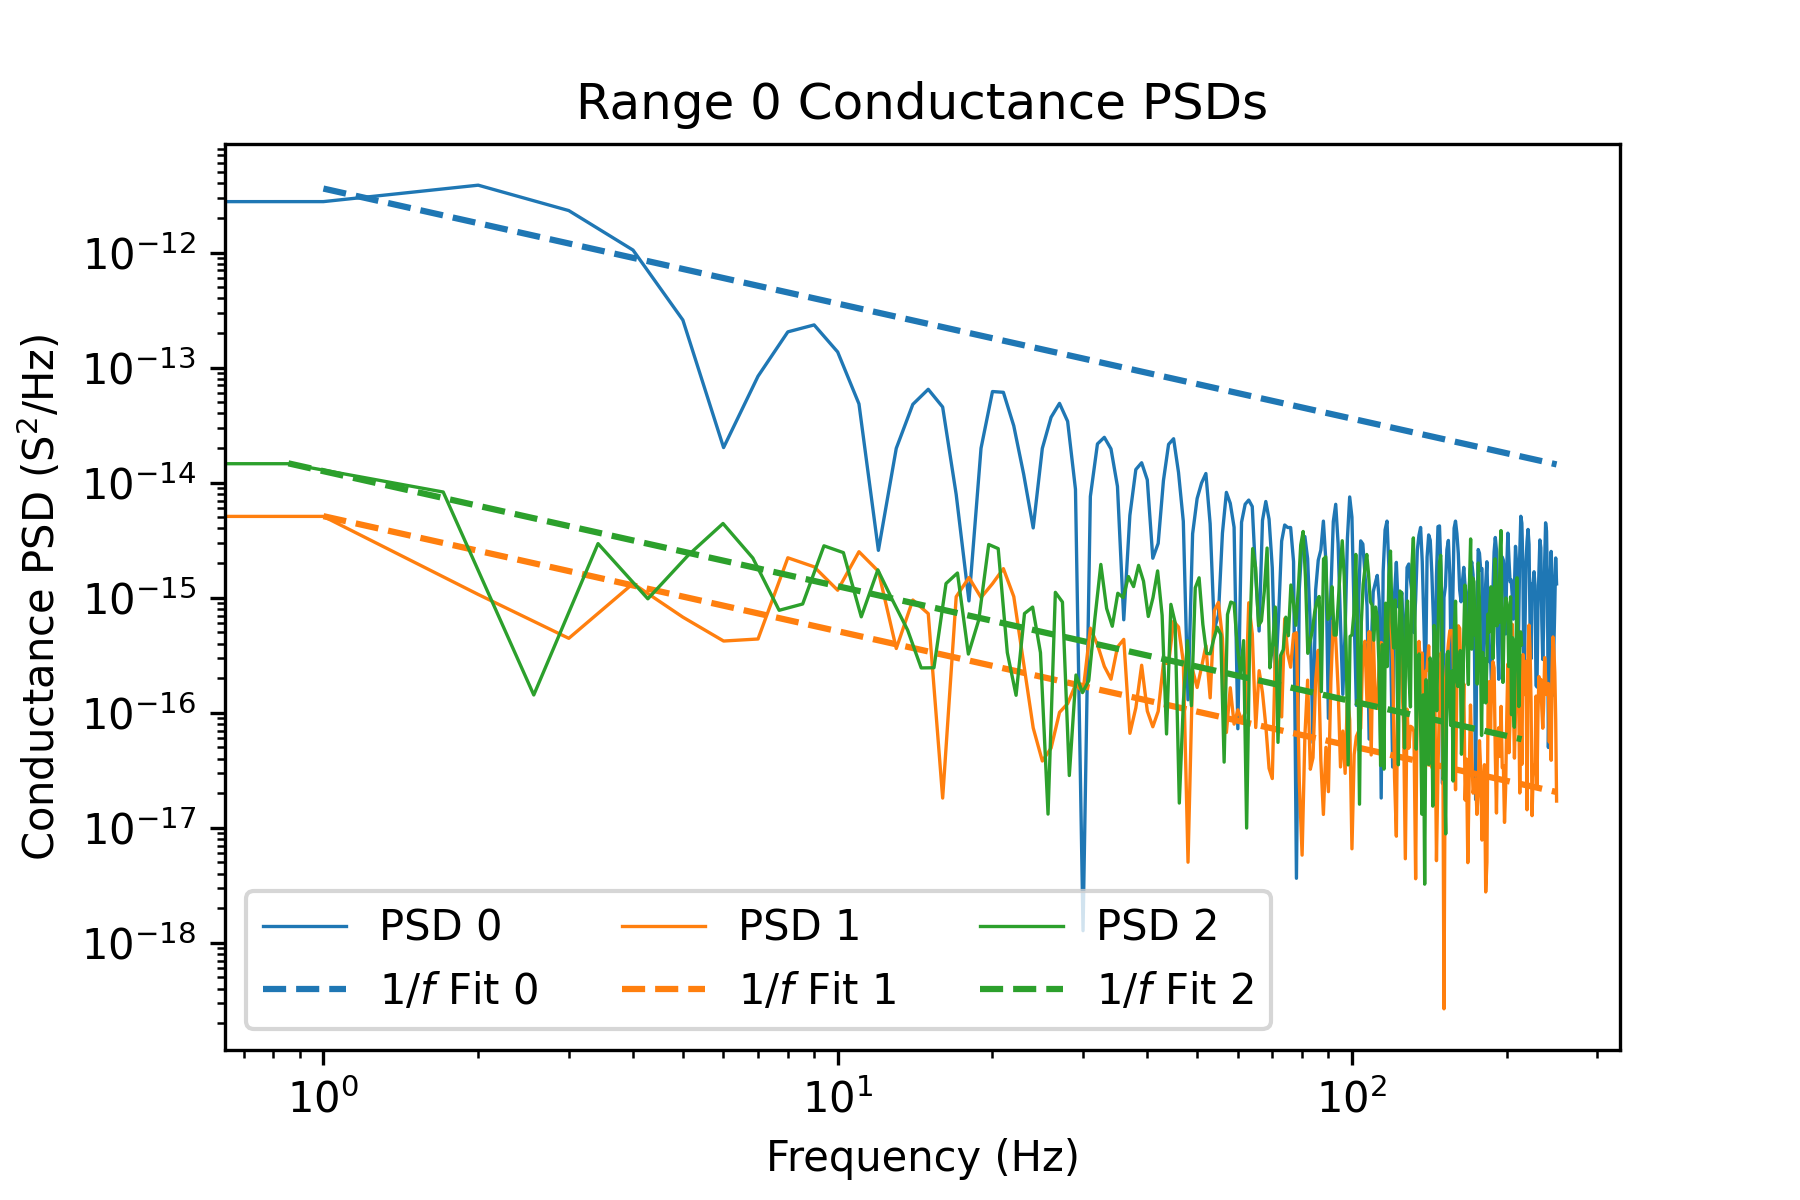 Range 0 Conductance PSDs
Conductance PSD (S²/Hz)
10⁻¹²
10⁻¹³
10⁻¹⁴
10⁻¹⁵
10⁻¹⁶
10⁻¹⁷
10⁻¹⁸
PSD 0 PSD 1 PSD 2
1/f Fit 0 1/f Fit 1 1/f Fit 2
10⁰ 10¹ 10²
Frequency (Hz)